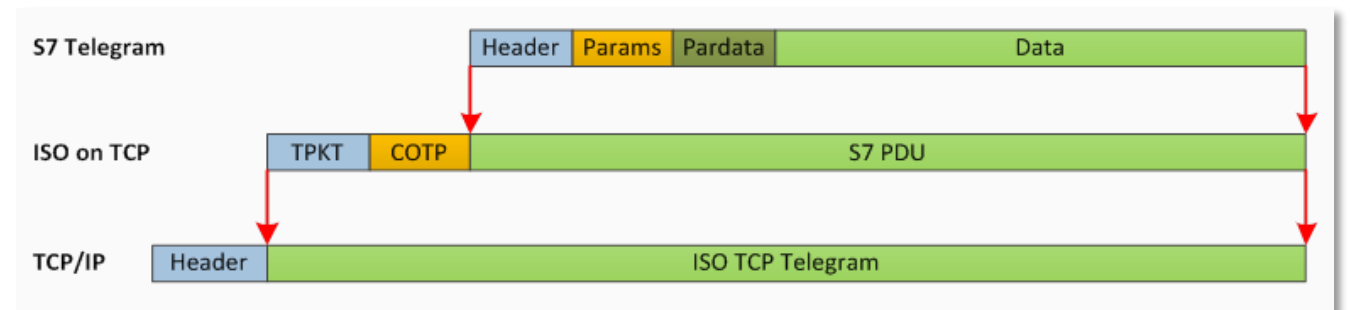 S7 Telegram Header Params Pardata Data
ISO on TCP TPKT COTP S7 PDU
TCP/IP Header ISO TCP Telegram